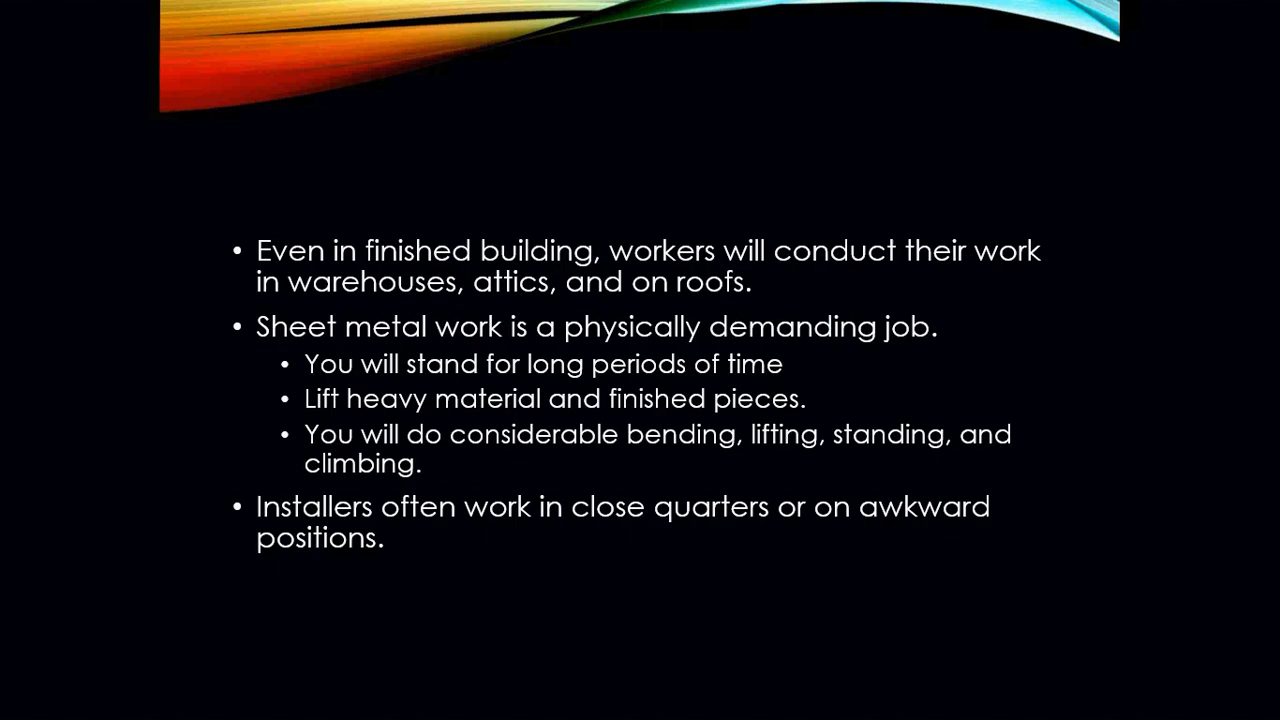 • Even in finished building, workers will conduct their work
in warehouses, attics, and on roofs.
• Sheet metal work is a physically demanding job.
• You will stand for long periods of time
• Lift heavy material and finished pieces.
• You will do considerable bending, lifting, standing, and
climbing.
• Installers often work in close quarters or on awkward
positions.